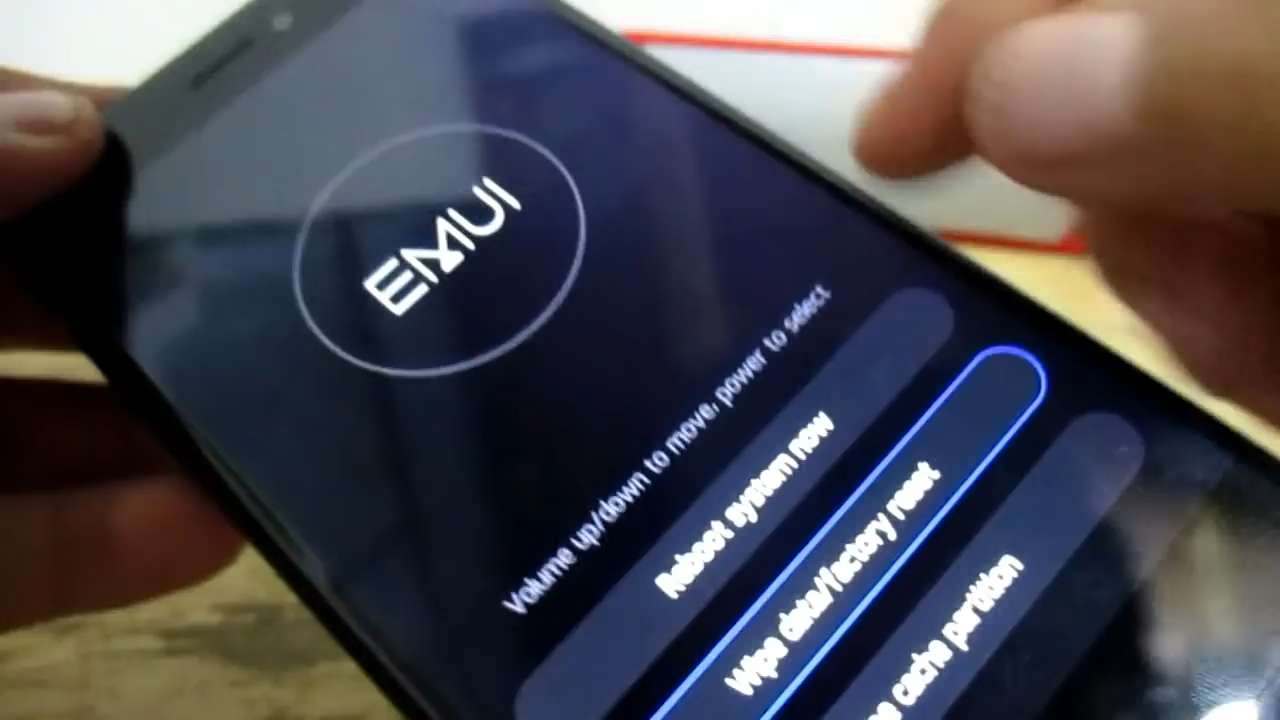 EMUI
Volume up/down to move, power to select
Reboot system now
Wipe data/factory reset
cache partition